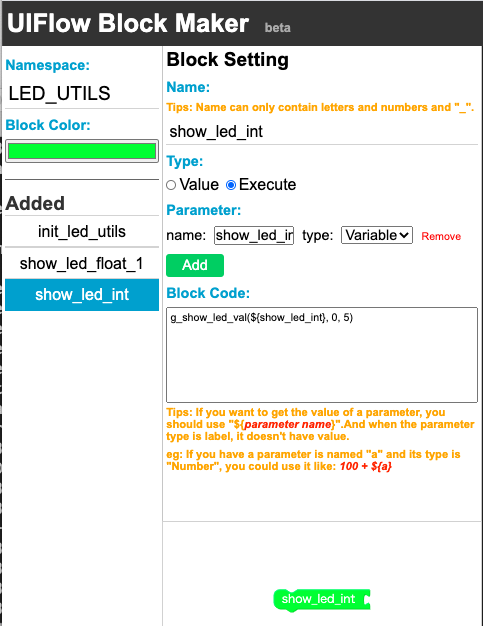 UIFlow Block Maker beta
Namespace:
LED_UTILS
Block Color:
Added
init_led_utils
show_led_float_1
show_led_int
Block Setting
Name:
Tips: Name can only contain letters and numbers and "_".
show_led_int
Type:
Value Execute
Parameter:
name: show_led_in type: Variable Remove
Add
Block Code:
g_show_led_val(${show_led_int}, 0, 5)
Tips: If you want to get the value of a parameter, you
should use "${parameter name}".And when the parameter
type is label, it doesn't have value.
eg: If you have a parameter is named "a" and its type is
"Number", you could use it like: 100 + ${a}
show_led_int